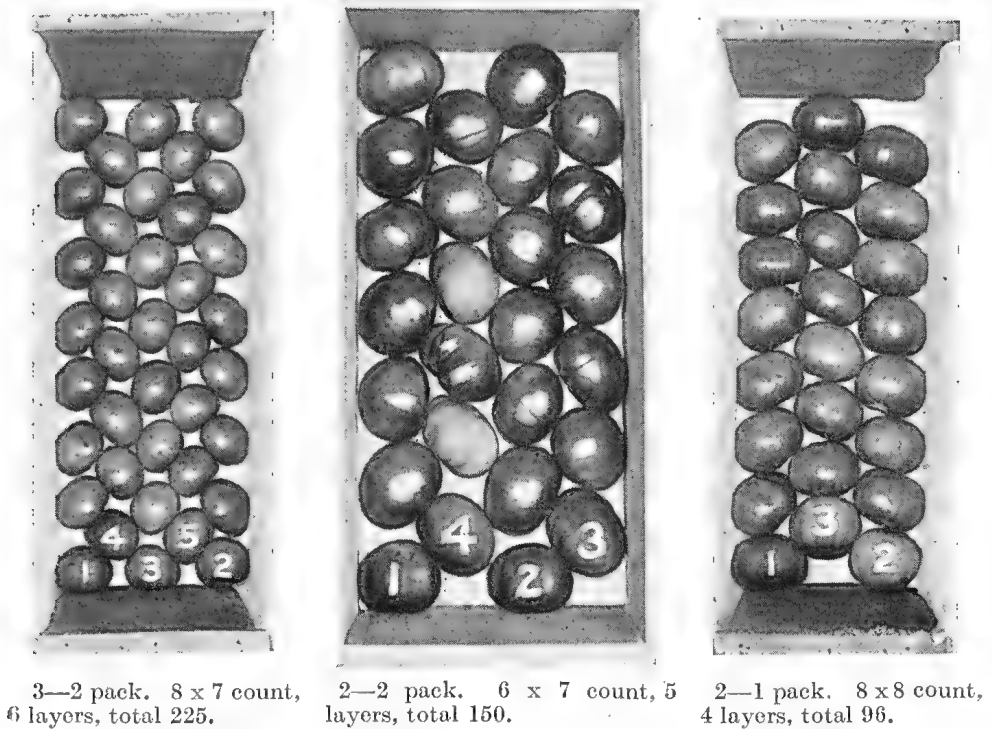 4 5
1 3 2
4 3
1 2
3
1 2
3—2 pack. 8 x 7 count,
6 layers, total 225.
2—2 pack. 6 x 7 count, 5
layers, total 150.
2—1 pack. 8 x 8 count,
4 layers, total 96.